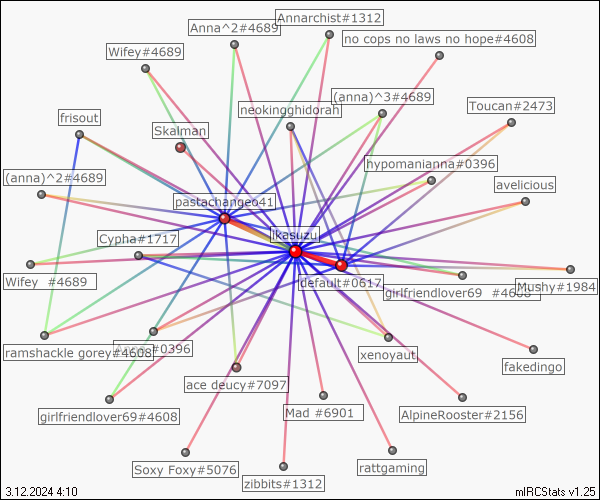 Annarchist#1312
Anna^2#4689
no cops no laws no hope#4608
Wifey#4689
(anna)^3#4689
Toucan#2473
neokingghidorah
frisout
Skalman
hypomanianna#0396
(anna)^2#4689
avelicious
pastachangeo41
ikasuzu
Cypha#1717
Wifey #4689
default#0617
girlfriendlover69 #4608
Mushy#1984
ramshackle gorey#4608
#0396
xenoyaut
fakedingo
ace deucy#7097
girlfriendlover69#4608
Mad #6901
AlpineRooster#2156
Soxy Foxy#5076
zibbits#1312
rattgaming
3.12.2024 4:10
mIRCStats v1.25